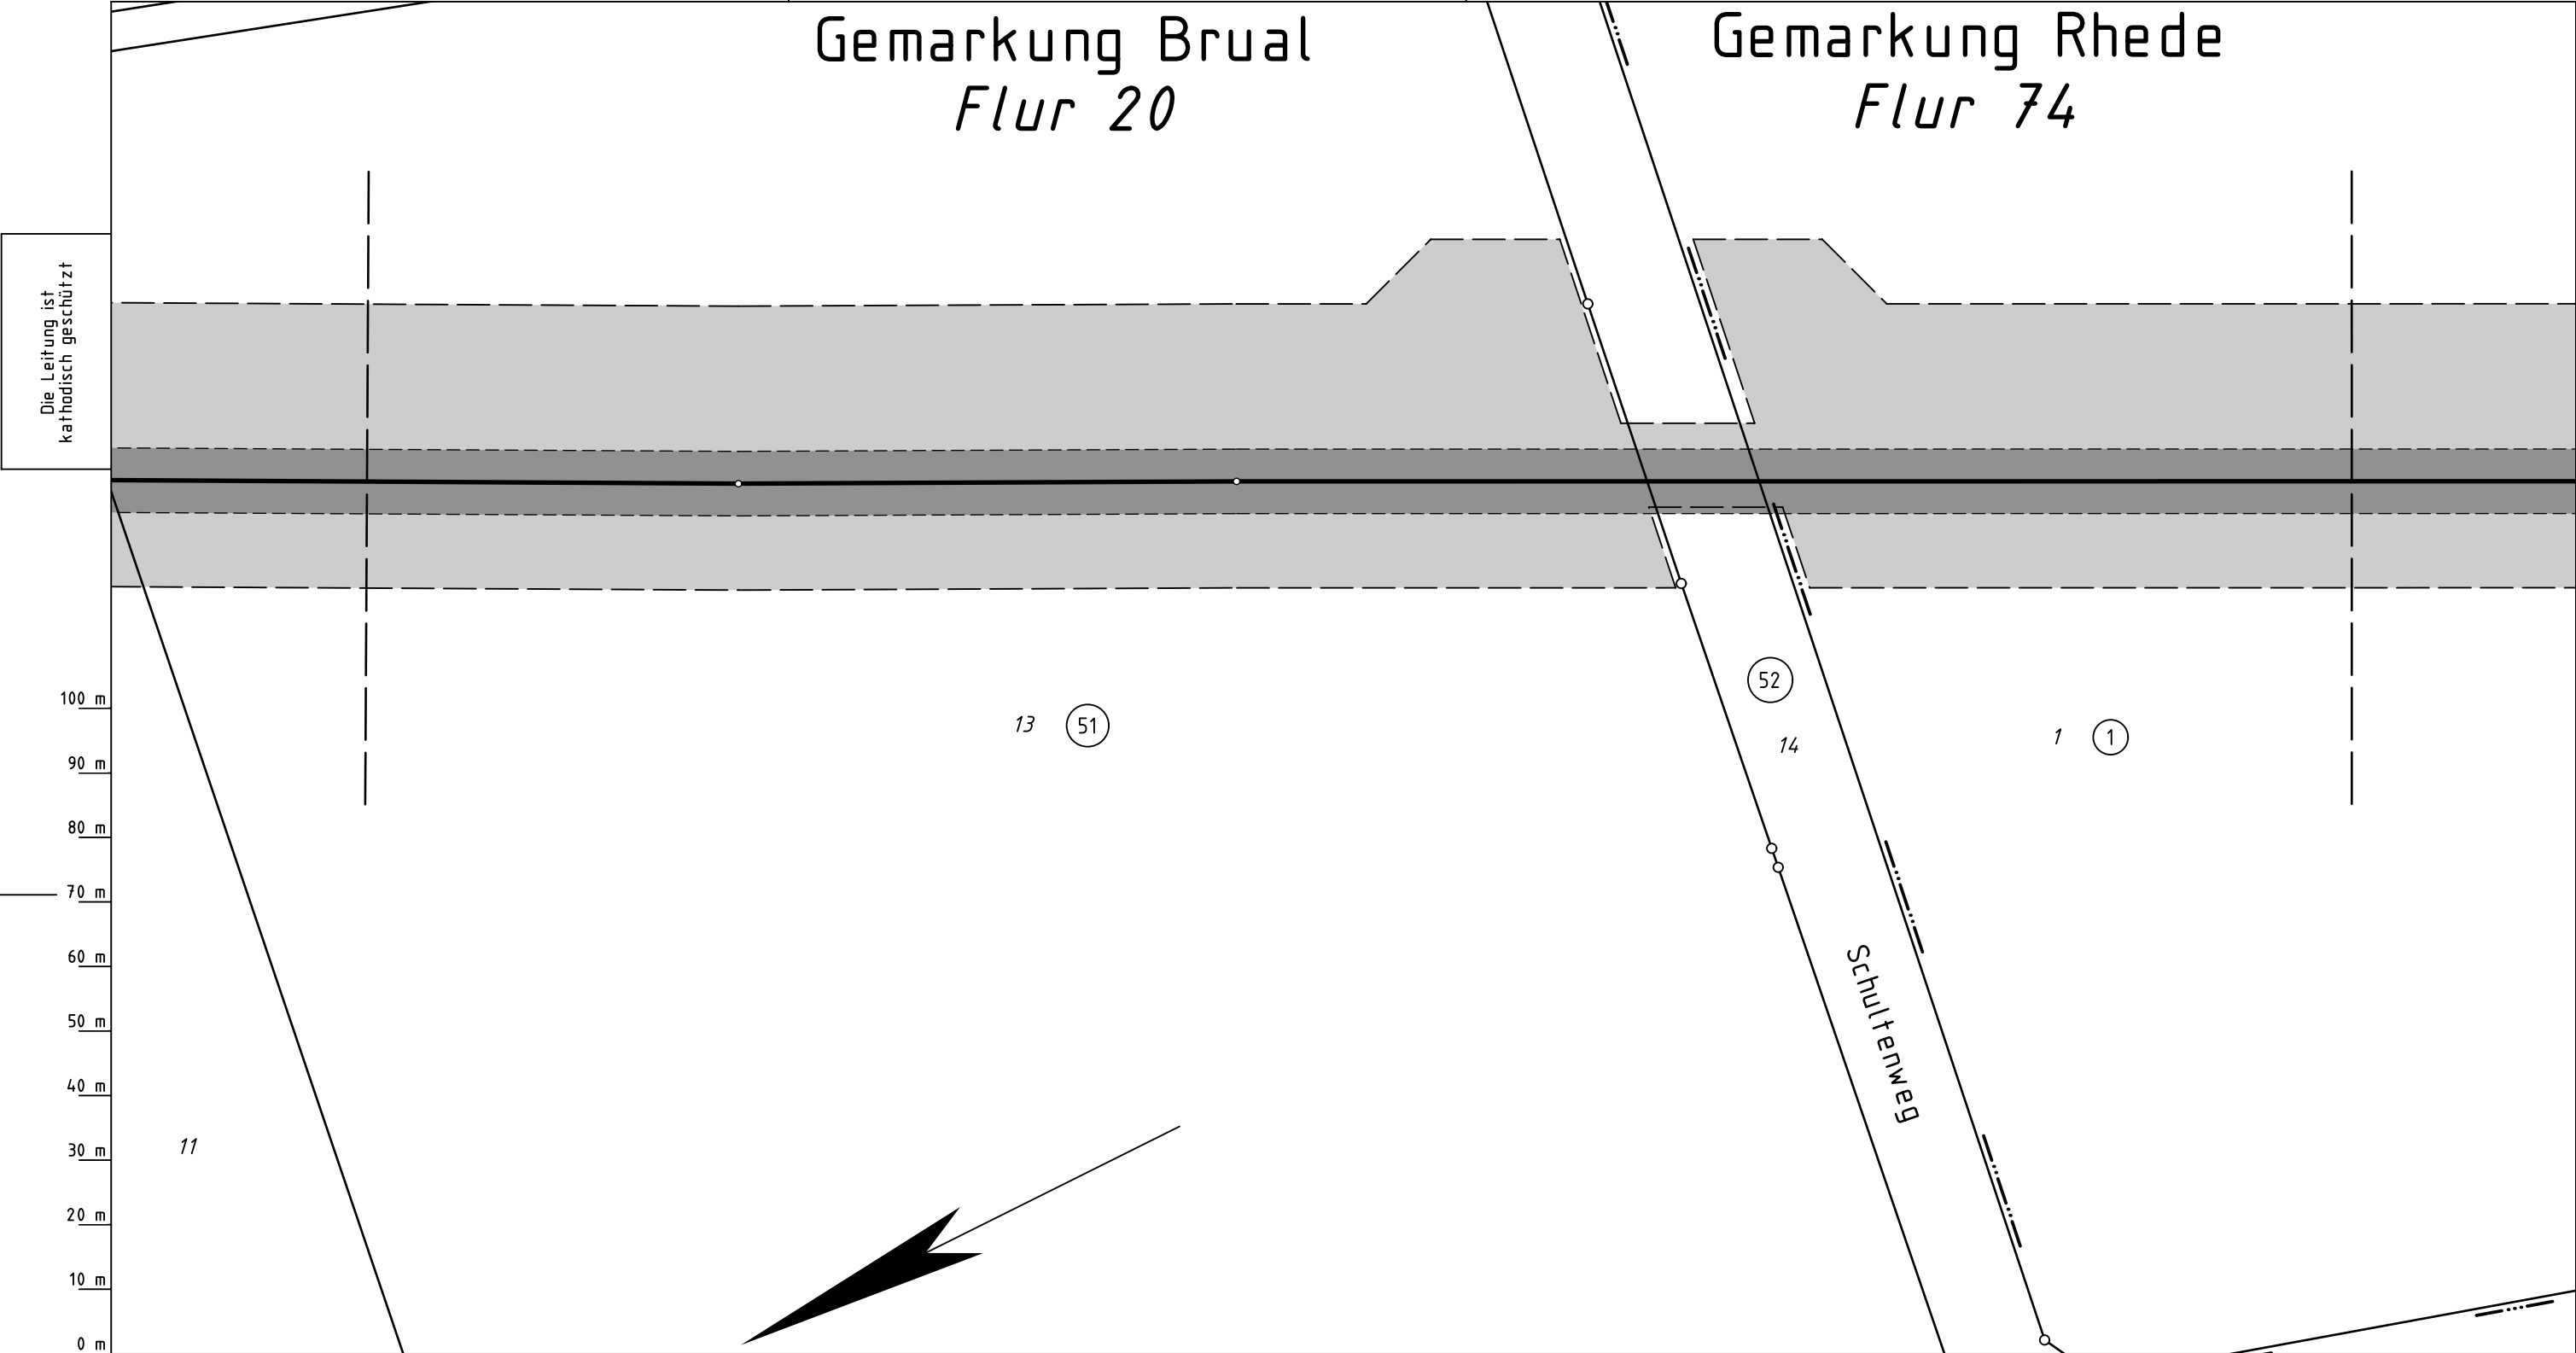 Gemarkung Brual
Flur 20
Gemarkung Rhede
Flur 74
Die Leitung ist
kathodisch geschützt
100 m
90 m
80 m
70 m
60 m
50 m
40 m
30 m
20 m
10 m
0 m
13 51
52
14
1 1
Schultenweg
11